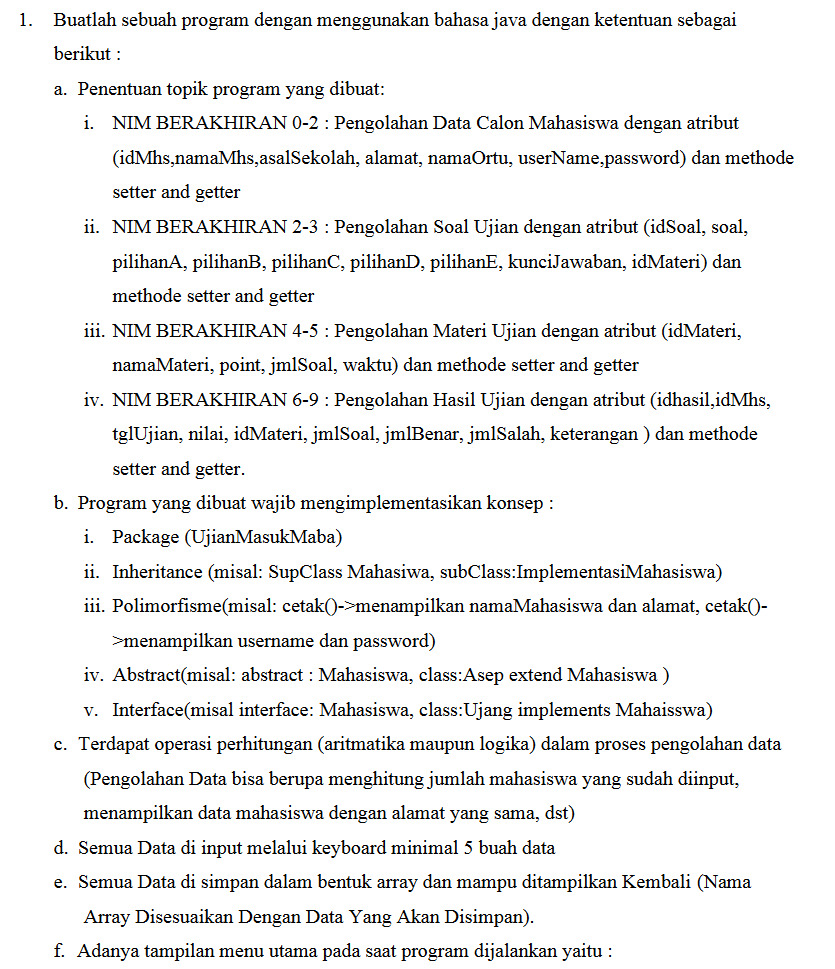 1. Buatlah sebuah program dengan menggunakan bahasa java dengan ketentuan sebagai
berikut :
a. Penentuan topik program yang dibuat:
i. NIM BERAKHIRAN 0-2 : Pengolahan Data Calon Mahasiswa dengan atribut
(idMhs,namaMhs,asalSekolah, alamat, namaOrtu, userName,password) dan methode
setter and getter
ii. NIM BERAKHIRAN 2-3 : Pengolahan Soal Ujian dengan atribut (idSoal, soal,
pilihanA, pilihanB, pilihanC, pilihanD, pilihanE, kunciJawaban, idMateri) dan
methode setter and getter
iii. NIM BERAKHIRAN 4-5 : Pengolahan Materi Ujian dengan atribut (idMateri,
namaMateri, point, jmlSoal, waktu) dan methode setter and getter
iv. NIM BERAKHIRAN 6-9 : Pengolahan Hasil Ujian dengan atribut (idhasil,idMhs,
tglUjian, nilai, idMateri, jmlSoal, jmlBenar, jmlSalah, keterangan ) dan methode
setter and getter.
b. Program yang dibuat wajib mengimplementasikan konsep :
i. Package (UjianMasukMaba)
ii. Inheritance (misal: SupClass Mahasiwa, subClass:ImplementasiMahasiswa)
iii. Polimorfisme(misal: cetak()->menampilkan namaMahasiswa dan alamat, cetak()-
>menampilkan username dan password)
iv. Abstract(misal: abstract : Mahasiswa, class:Asep extend Mahasiswa )
v. Interface(misal interface: Mahasiswa, class:Ujang implements Mahaisswa)
c. Terdapat operasi perhitungan (aritmatika maupun logika) dalam proses pengolahan data
(Pengolahan Data bisa berupa menghitung jumlah mahasiswa yang sudah diinput,
menampilkan data mahasiswa dengan alamat yang sama, dst)
d. Semua Data di input melalui keyboard minimal 5 buah data
e. Semua Data di simpan dalam bentuk array dan mampu ditampilkan Kembali (Nama
Array Disesuaikan Dengan Data Yang Akan Disimpan).
f. Adanya tampilan menu utama pada saat program dijalankan yaitu :